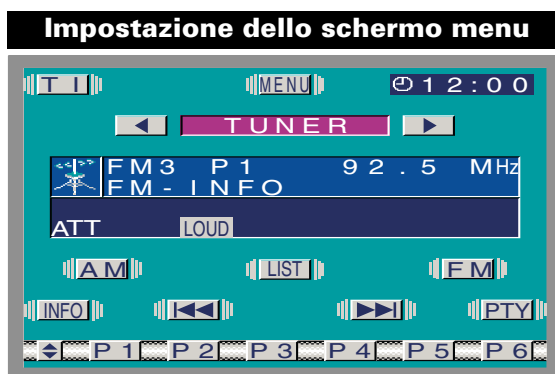 Impostazione dello schermo menu
TI MENU 12:00
TUNER
FM3 P1 92.5 MHz
FM-INFO
ATT LOUD
AM LIST FM
INFO PTY
P1 P2 P3 P4 P5 P6